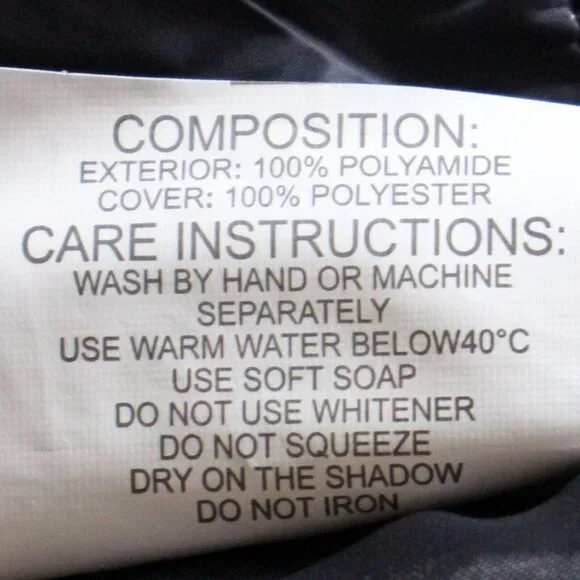 COMPOSITION:
EXTERIOR: 100% POLYAMIDE
COVER: 100% POLYESTER
CARE INSTRUCTIONS:
WASH BY HAND OR MACHINE
SEPARATELY
USE WARM WATER BELOW40°C
USE SOFT SOAP
DO NOT USE WHITENER
DO NOT SQUEEZE
DRY ON THE SHADOW
DO NOT IRON